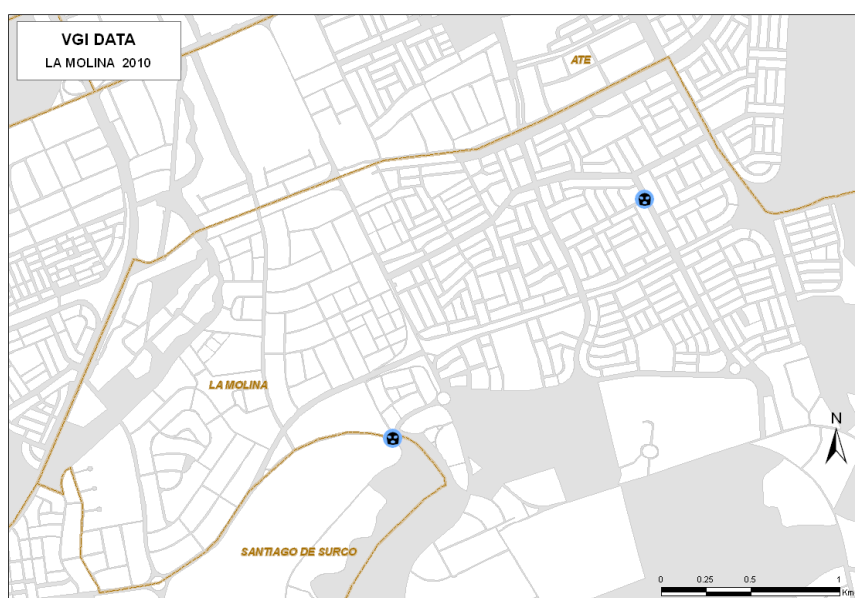 VGI DATA
LA MOLINA 2010
ATE
LA MOLINA
SANTIAGO DE SURCO
N
0 0.25 0.5 1
Km